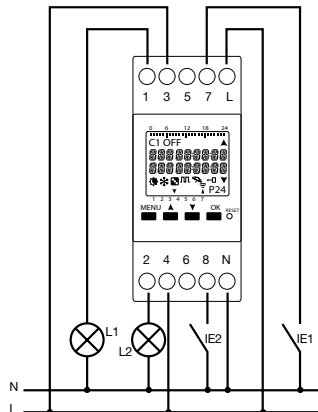 1 3 5 7 L
0 6 12 18 24
C1 OFF
P24
1 2 3 4 5 6 7
MENU OK RESET
2 4 6 8 N
L1
L2
IE2
IE1
N
L